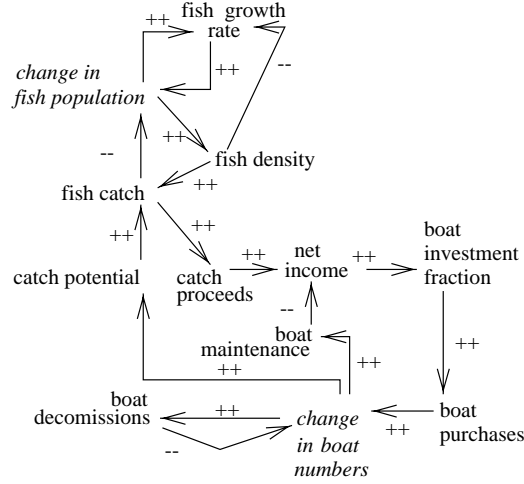 fish growth
rate
++
++
change in
fish population
--
++
--
fish density
++
fish catch
++
++
boat
investment
fraction
net
income
++
++
catch potential
catch
proceeds
--
boat
maintenance
++
++
++
boat
decomissions
++
change
in boat
numbers
++
boat
purchases
--